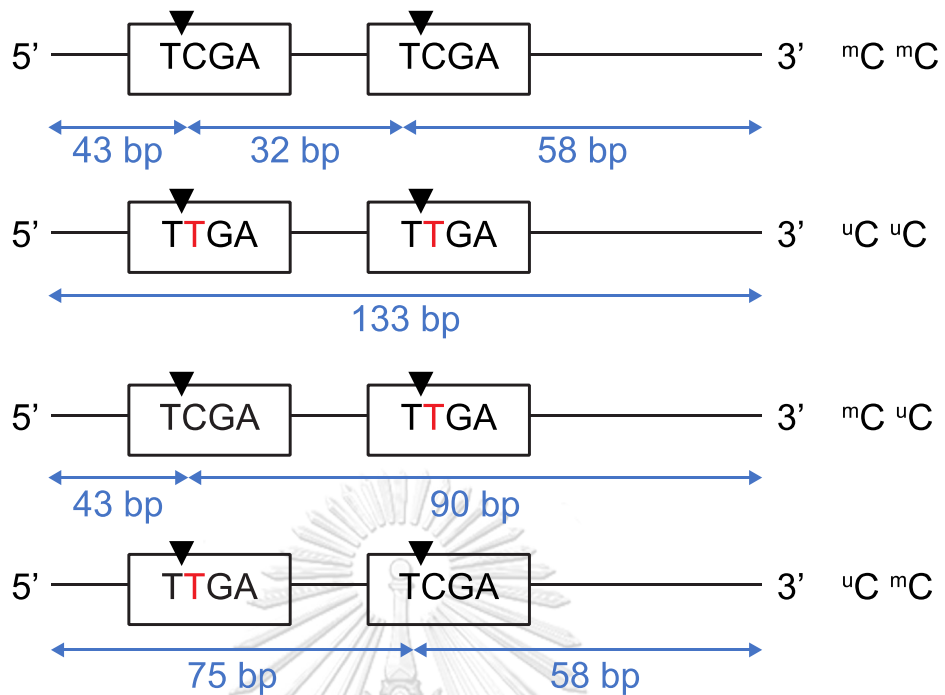 5’ TCGA TCGA 3’ ᵐC ᵐC
43 bp 32 bp 58 bp
5’ TTGA TTGA 3’ ᵘC ᵘC
133 bp
5’ TCGA TTGA 3’ ᵐC ᵘC
43 bp 90 bp
5’ TTGA TCGA 3’ ᵘC ᵐC
75 bp 58 bp